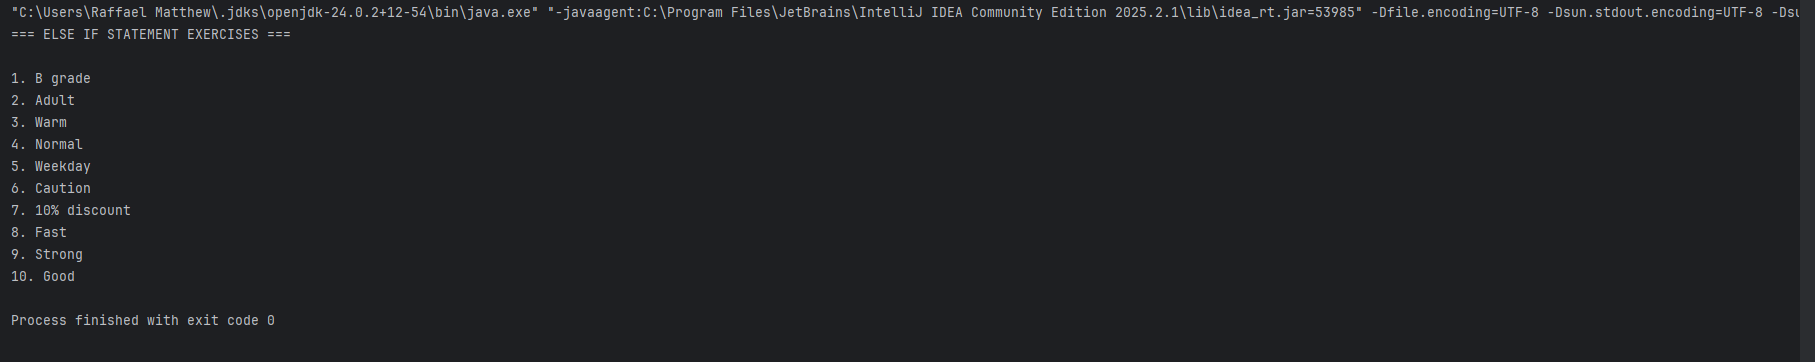 "C:\Users\Raffael Matthew\.jdks\openjdk-24.0.2+12-54\bin\java.exe" "-javaagent:C:\Program Files\JetBrains\IntelliJ IDEA Community Edition 2025.2.1\lib\idea_rt.jar=53985" -Dfile.encoding=UTF-8 -Dsun.stdout.encoding=UTF-8
=== ELSE IF STATEMENT EXERCISES ===
1. B grade
2. Adult
3. Warm
4. Normal
5. Weekday
6. Caution
7. 10% discount
8. Fast
9. Strong
10. Good
Process finished with exit code 0